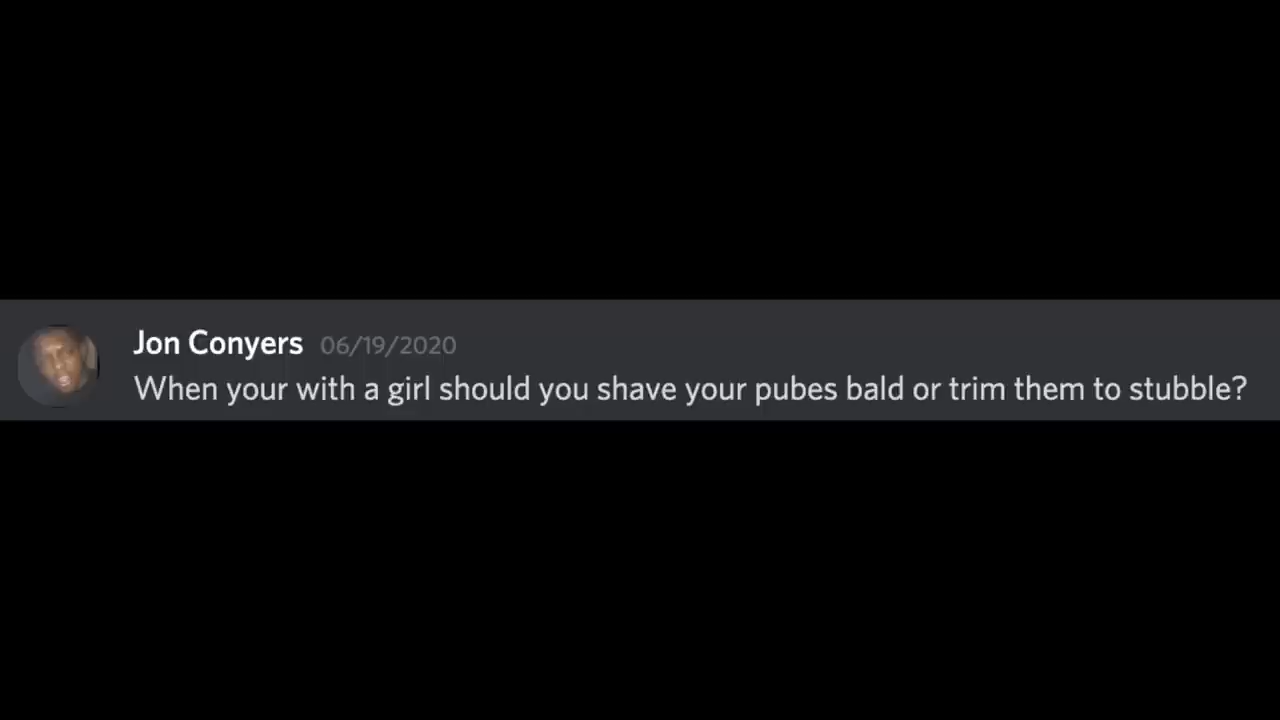 Jon Conyers 06/19/2020
When your with a girl should you shave your pubes bald or trim them to stubble?